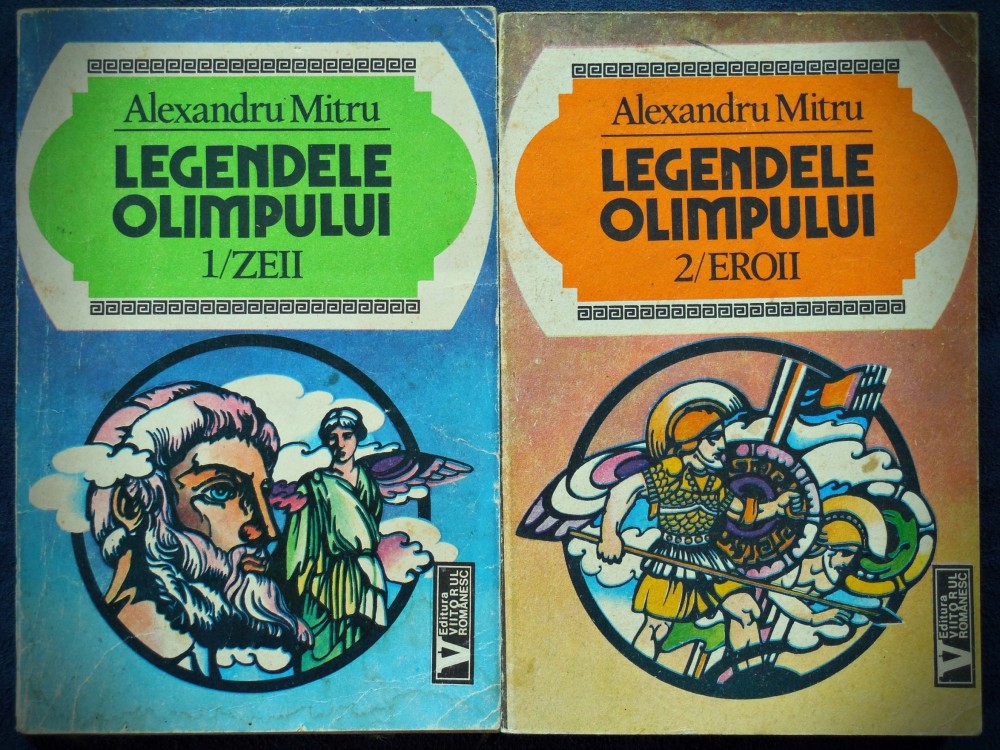 Alexandru Mitru
LEGENDELE
OLIMPULUI
1/ZEII
V
Editura
VIITORUL
ROMÂNESC
Alexandru Mitru
LEGENDELE
OLIMPULUI
2/EROII
V
Editura
VIITORUL
ROMÂNESC